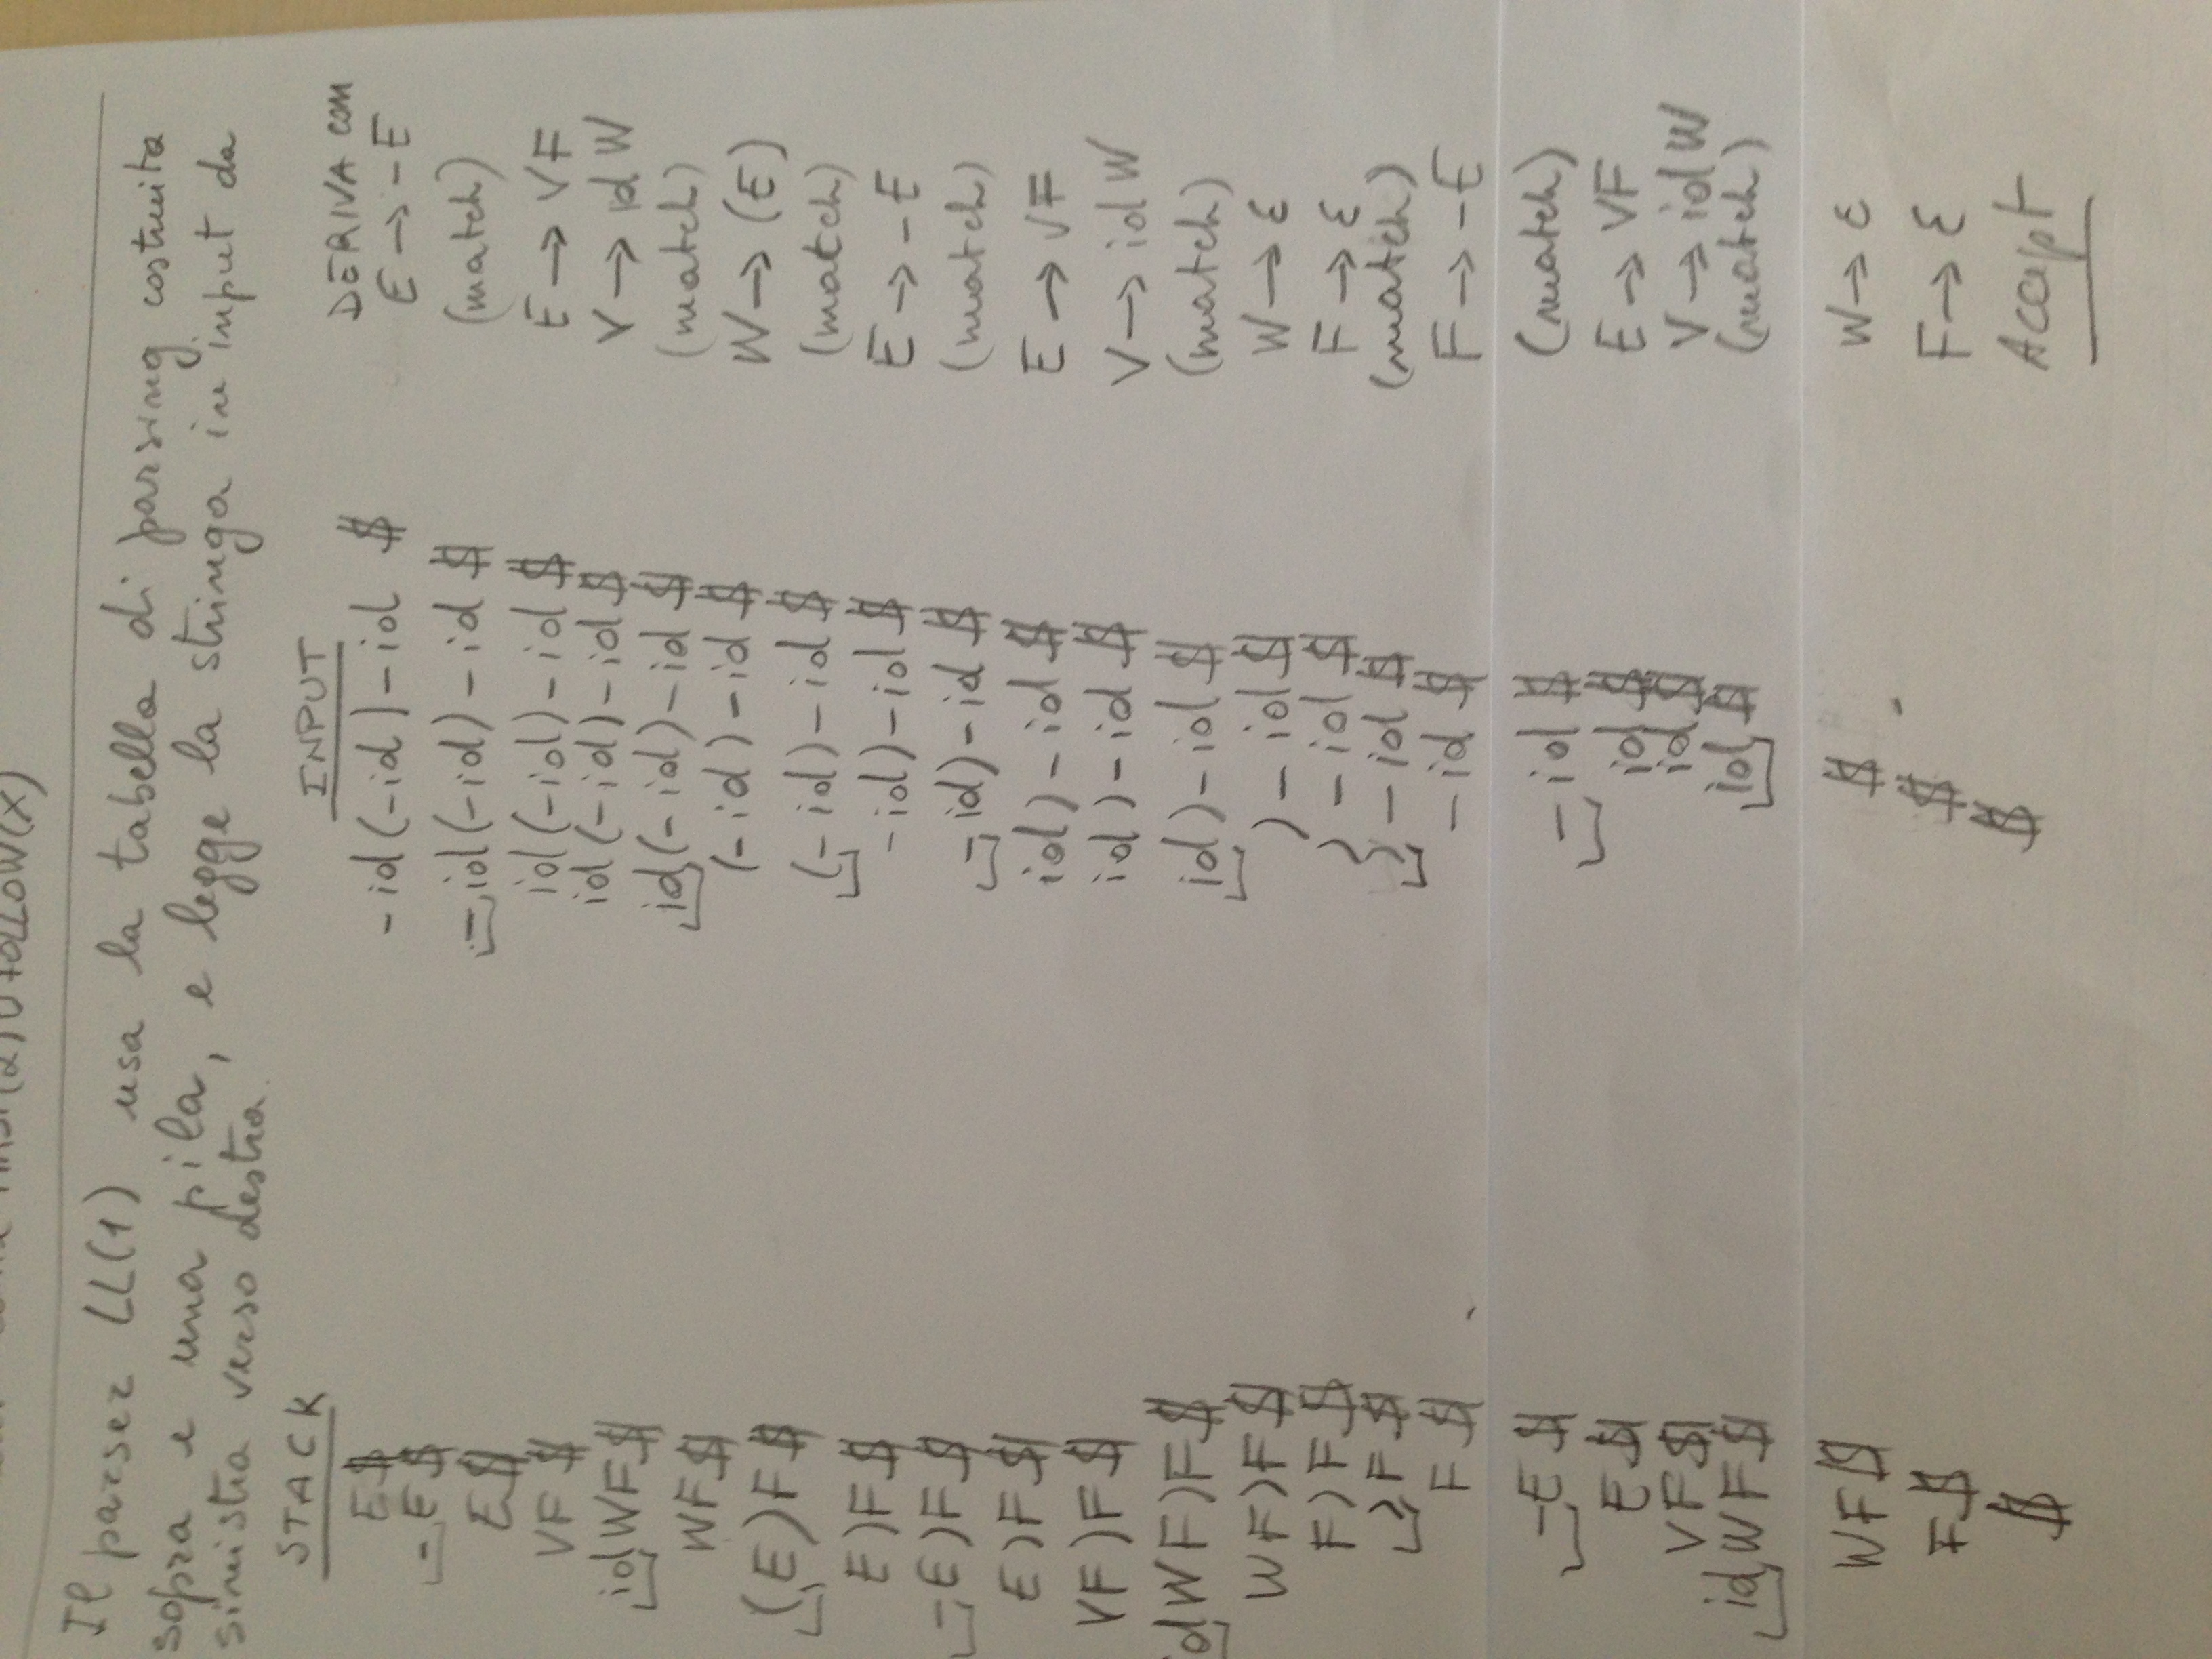 FIRST(α) ∪ FOLLOW(X)
Il parser LL(1) usa la tabella di parsing costruita
sopra e una pila, e legge la stringa in input da
sinistra verso destra.
STACK INPUT DERIVA con
E$ -id(-id)-id $ E → -E
-E$ -id(-id)-id $ (match)
E$ id(-id)-id $ E → VF
VF $ id(-id)-id $ V → id W
idWF$ id(-id)-id $ (match)
WF$ (-id)-id $ W → (E)
(E)F$ (-id)-id $ (match)
E)F$ -id)-id $ E → -E
-E)F$ -id)-id $ (match)
E)F$ id)-id $ E → VF
VF)F$ id)-id $ V → id W
idWF)F$ id)-id $ (match)
WF)F$ )-id $ W → ε
F)F$ )-id $ F → ε
)F$ )-id $ (match)
F $ -id $ F → -E
-E $ -id $ (match)
E $ id $ E → VF
VF$ id $ V → id W
idWF$ id $ (match)
WF$ $ W → ε
F$ $ F → ε
$ $ Accept